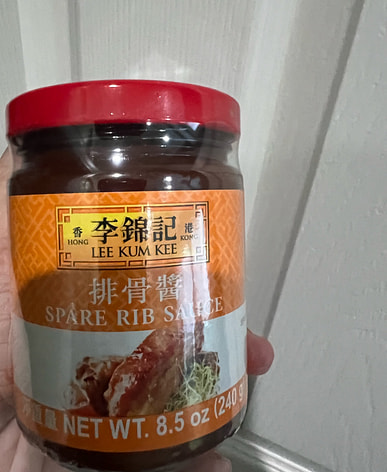 香 李錦記 港
HONG KONG
LEE KUM KEE
排骨醬
SPARE RIB SAUCE
量 NET WT. 8.5 oz (240 g